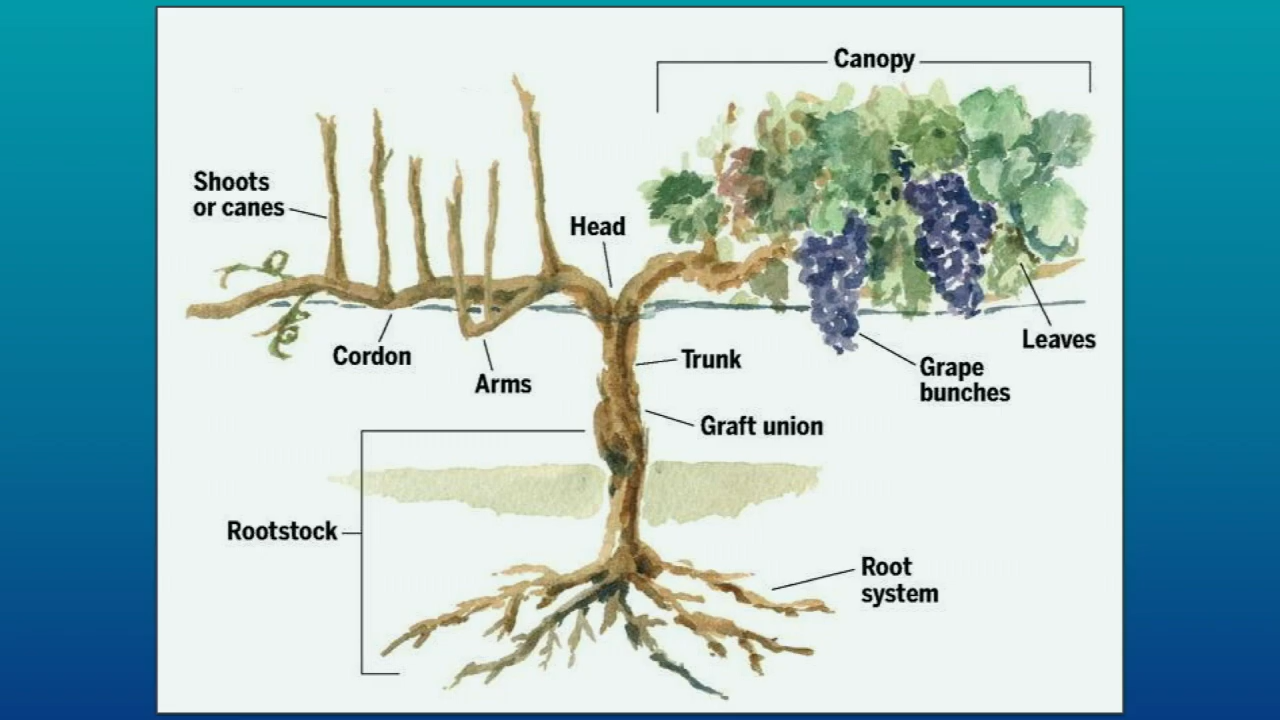 Canopy
Shoots
or canes
Head
Cordon
Arms
Trunk
Leaves
Grape
bunches
Graft union
Rootstock
Root
system